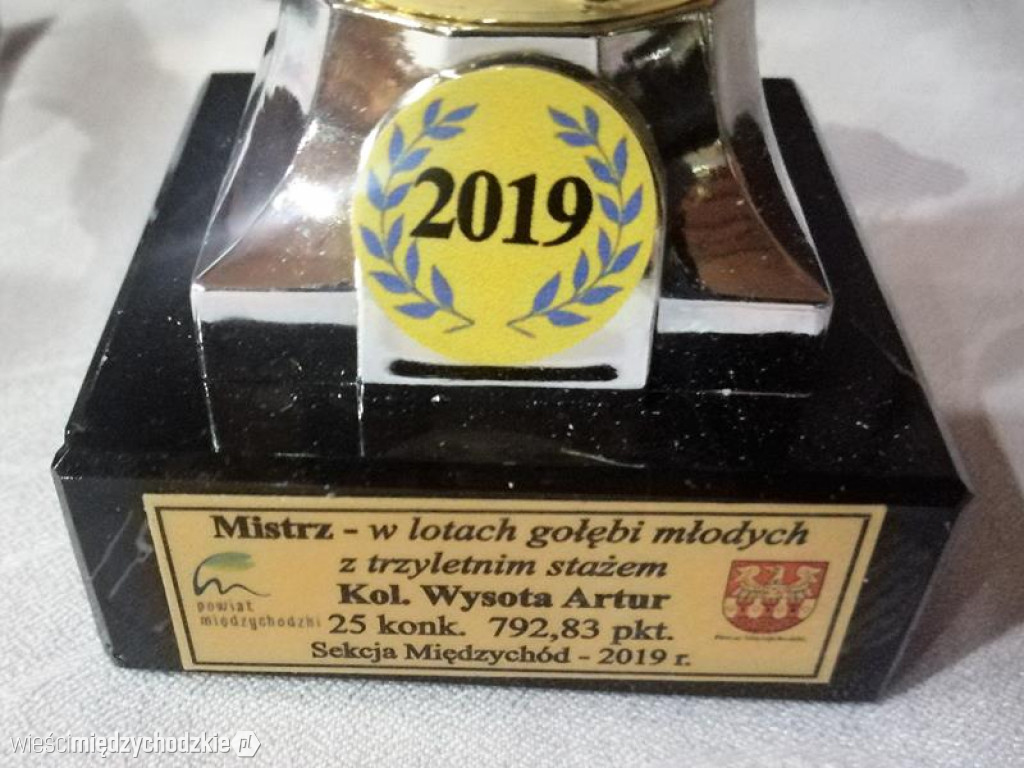 2019
Mistrz - w lotach gołębi młodych
z trzyletnim stażem
Kol. Wysota Artur
25 konk. 792,83 pkt.
Sekcja Międzychód - 2019 r.
powiat
międzychodzki
wieścimiędzychodzkie.pl